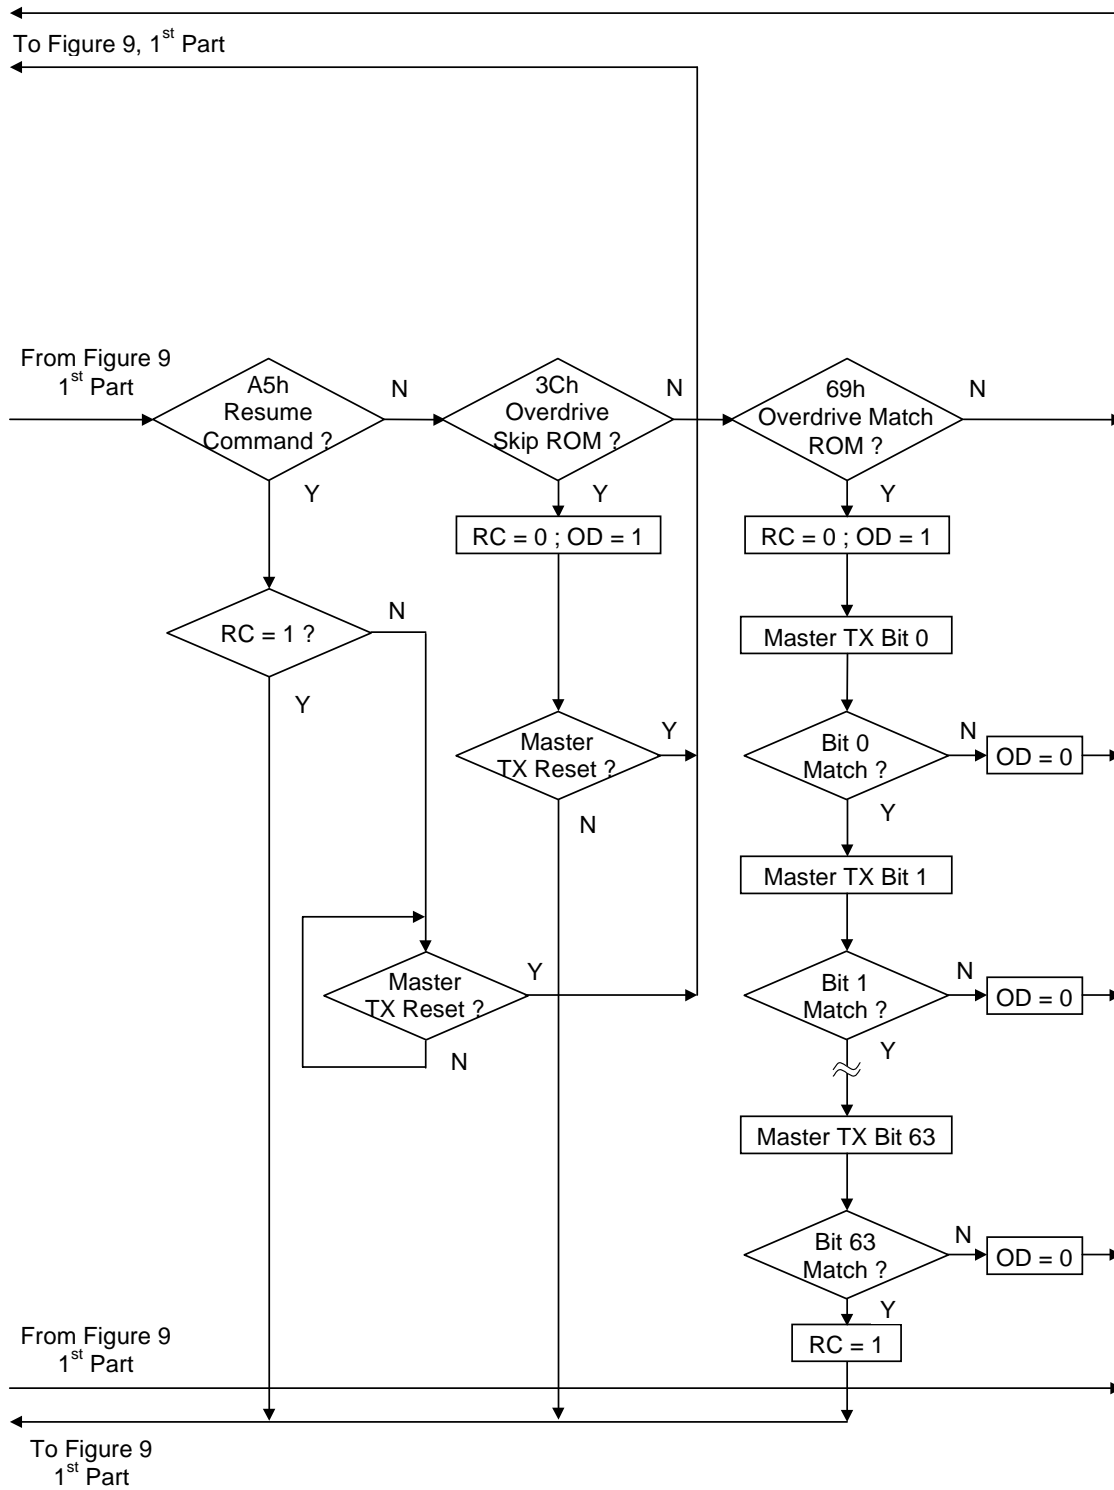 To Figure 9, 1st Part
From Figure 9
1st Part
A5h
Resume
Command ?
N
Y
3Ch
Overdrive
Skip ROM ?
N
Y
69h
Overdrive Match
ROM ?
N
Y
RC = 0 ; OD = 1
RC = 0 ; OD = 1
RC = 1 ?
N
Y
Master TX Bit 0
Master
TX Reset ?
Y
N
Bit 0
Match ?
N
OD = 0
Y
Master TX Bit 1
Master
TX Reset ?
Y
N
Bit 1
Match ?
N
OD = 0
Y
Master TX Bit 63
Bit 63
Match ?
N
OD = 0
Y
RC = 1
From Figure 9
1st Part
To Figure 9
1st Part